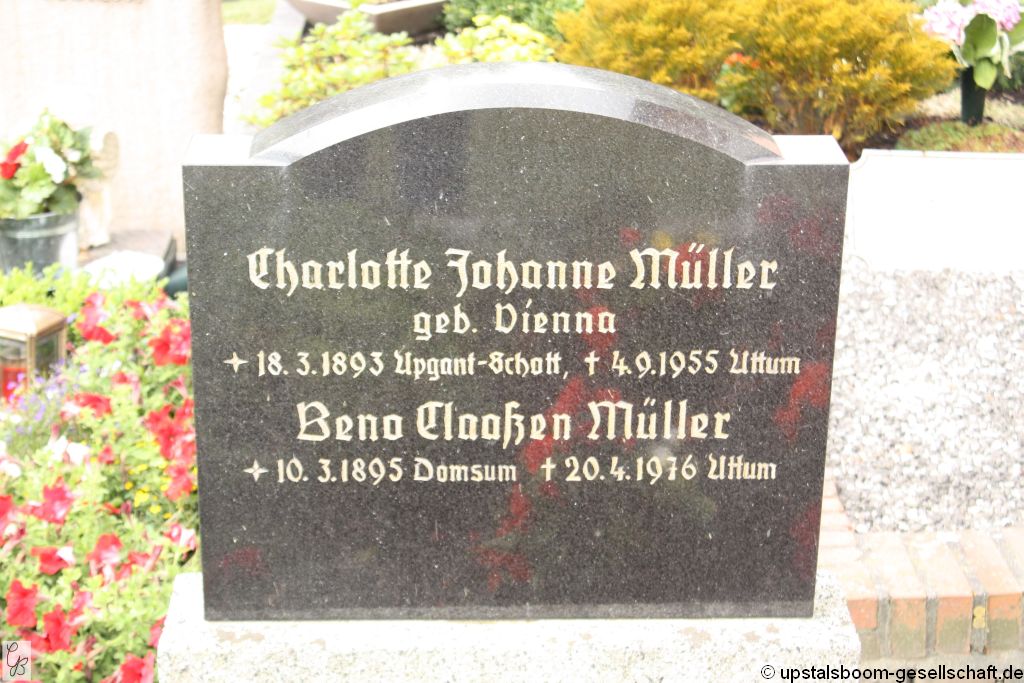 Charlotte Johanne Müller
geb. Vienna
18.3.1893 Upgant-Schott, † 4.9.1955 Uttum
Beno Claaßen Müller
10.3.1895 Domsum † 20.4.1976 Uttum
GB
© upstalsboom-gesellschaft.de